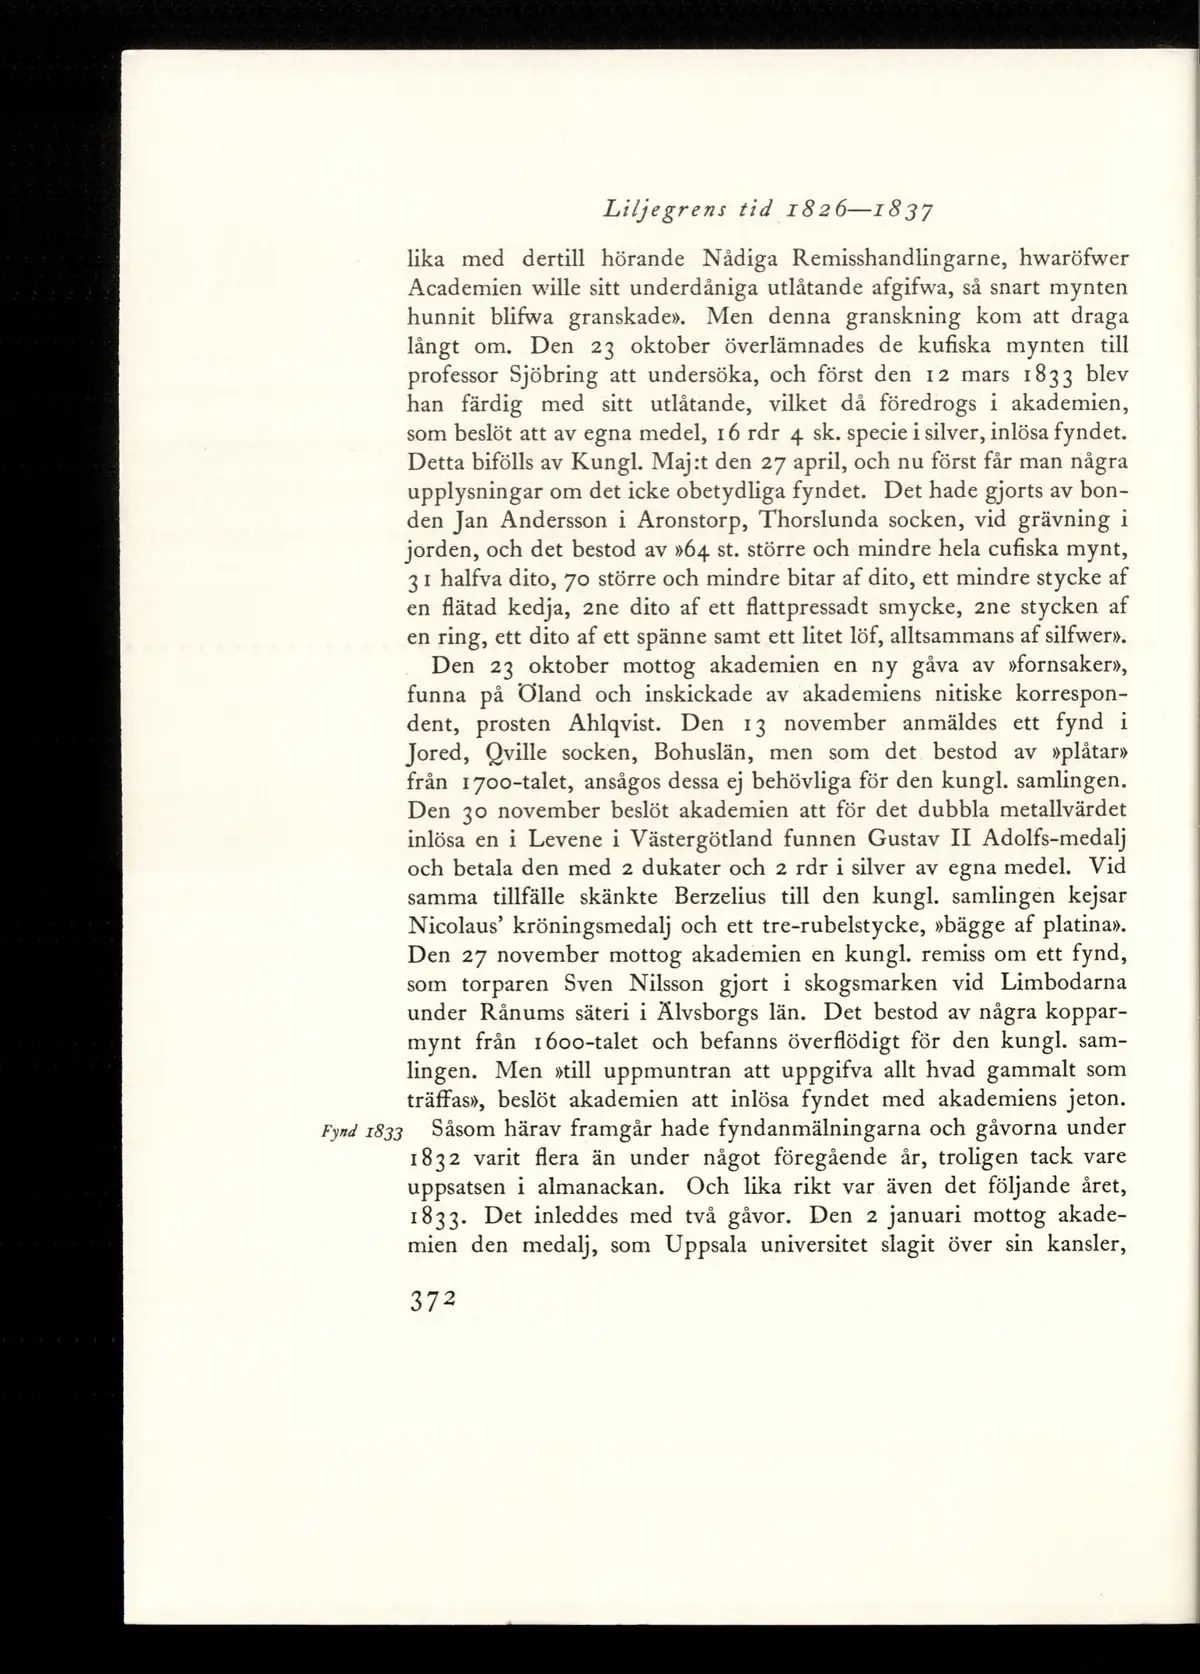 Liljegrens tid 1826—1837
lika med dertill hörande Nådiga Remisshandlingarne, hwaröfwer
Academien wille sitt underdåniga utlåtande afgifwa, så snart mynten
hunnit blifwa granskade». Men denna granskning kom att draga
långt om. Den 23 oktober överlämnades de kufiska mynten till
professor Sjöbring att undersöka, och först den 12 mars 1833 blev
han färdig med sitt utlåtande, vilket då föredrogs i akademien,
som beslöt att av egna medel, 16 rdr 4 sk. specie i silver, inlösa fyndet.
Detta bifölls av Kungl. Maj:t den 27 april, och nu först får man några
upplysningar om det icke obetydliga fyndet. Det hade gjorts av bon-
den Jan Andersson i Aronstorp, Thorslunda socken, vid grävning i
jorden, och det bestod av »64 st. större och mindre hela cufiska mynt,
31 halfva dito, 70 större och mindre bitar af dito, ett mindre stycke af
en flätad kedja, 2ne dito af ett flattpressadt smycke, 2ne stycken af
en ring, ett dito af ett spänne samt ett litet löf, alltsammans af silfwer».
Den 23 oktober mottog akademien en ny gåva av »fornsaker»,
funna på Öland och inskickade av akademiens nitiske korrespon-
dent, prosten Ahlqvist. Den 13 november anmäldes ett fynd i
Jored, Qville socken, Bohuslän, men som det bestod av »plåtar»
från 1700-talet, ansågos dessa ej behövliga för den kungl. samlingen.
Den 30 november beslöt akademien att för det dubbla metallvärdet
inlösa en i Levene i Västergötland funnen Gustav II Adolfs-medalj
och betala den med 2 dukater och 2 rdr i silver av egna medel. Vid
samma tillfälle skänkte Berzelius till den kungl. samlingen kejsar
Nicolaus’ kröningsmedalj och ett tre-rubelstycke, »bägge af platina».
Den 27 november mottog akademien en kungl. remiss om ett fynd,
som torparen Sven Nilsson gjort i skogsmarken vid Limbodarna
under Rånums säteri i Älvsborgs län. Det bestod av några koppar-
mynt från 1600-talet och befanns överflödigt för den kungl. sam-
lingen. Men »till uppmuntran att uppgifva allt hvad gammalt som
träffas», beslöt akademien att inlösa fyndet med akademiens jeton.
Fynd 1833 Såsom härav framgår hade fyndanmälningarna och gåvorna under
1832 varit flera än under något föregående år, troligen tack vare
uppsatsen i almanackan. Och lika rikt var även det följande året,
1833. Det inleddes med två gåvor. Den 2 januari mottog akade-
mien den medalj, som Uppsala universitet slagit över sin kansler,
372